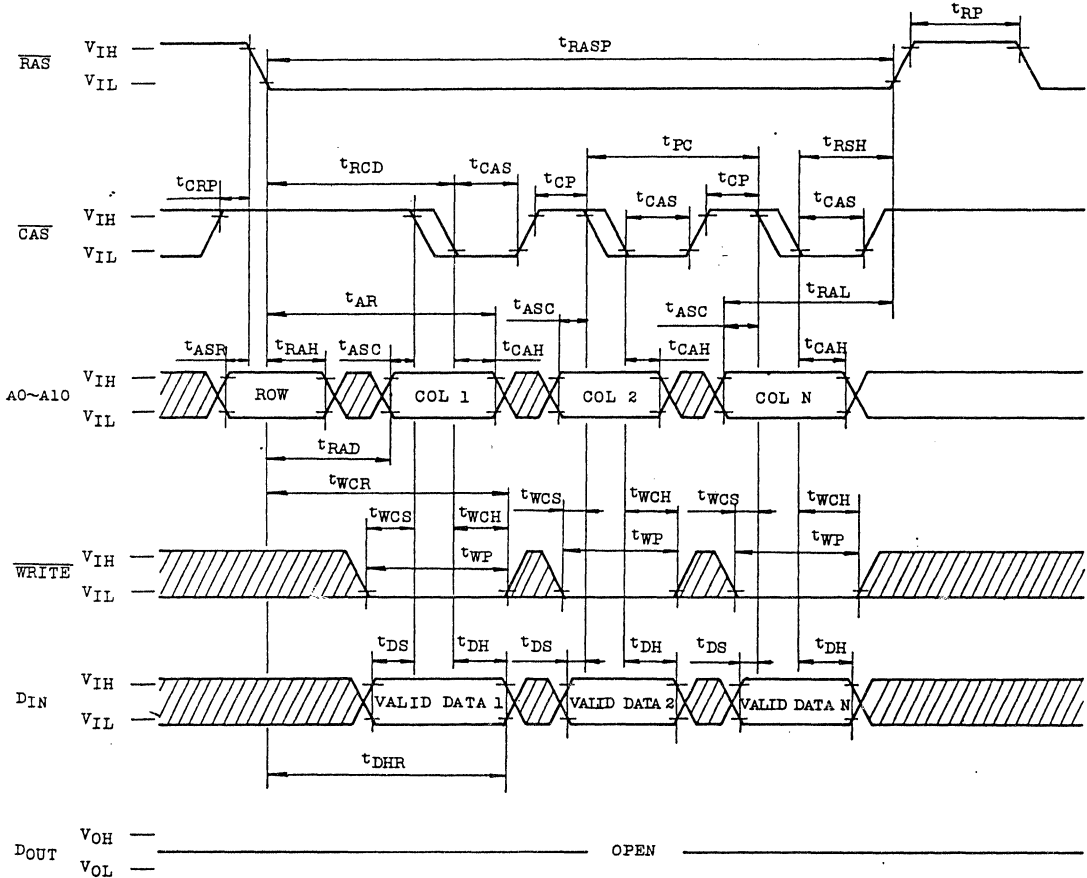 tRP
RAS VIH tRASP
VIL
tPC tRSH
tRCD tCAS
tCRP tCP tCP
tCAS tCAS
CAS VIH
VIL
tAR tRAL
tASC tASC
tASR tRAH tASC tCAH tCAH tCAH
A0~A10 VIH ROW COL 1 COL 2 COL N
VIL
tRAD
tWCR
tWCS tWCH tWCS tWCH
tWCS tWCH
tWP tWP tWP
WRITE VIH
VIL
tDS tDH tDS tDH tDS tDH
DIN VIH VALID DATA 1 VALID DATA 2 VALID DATA N
VIL
tDHR
DOUT VOH OPEN
VOL